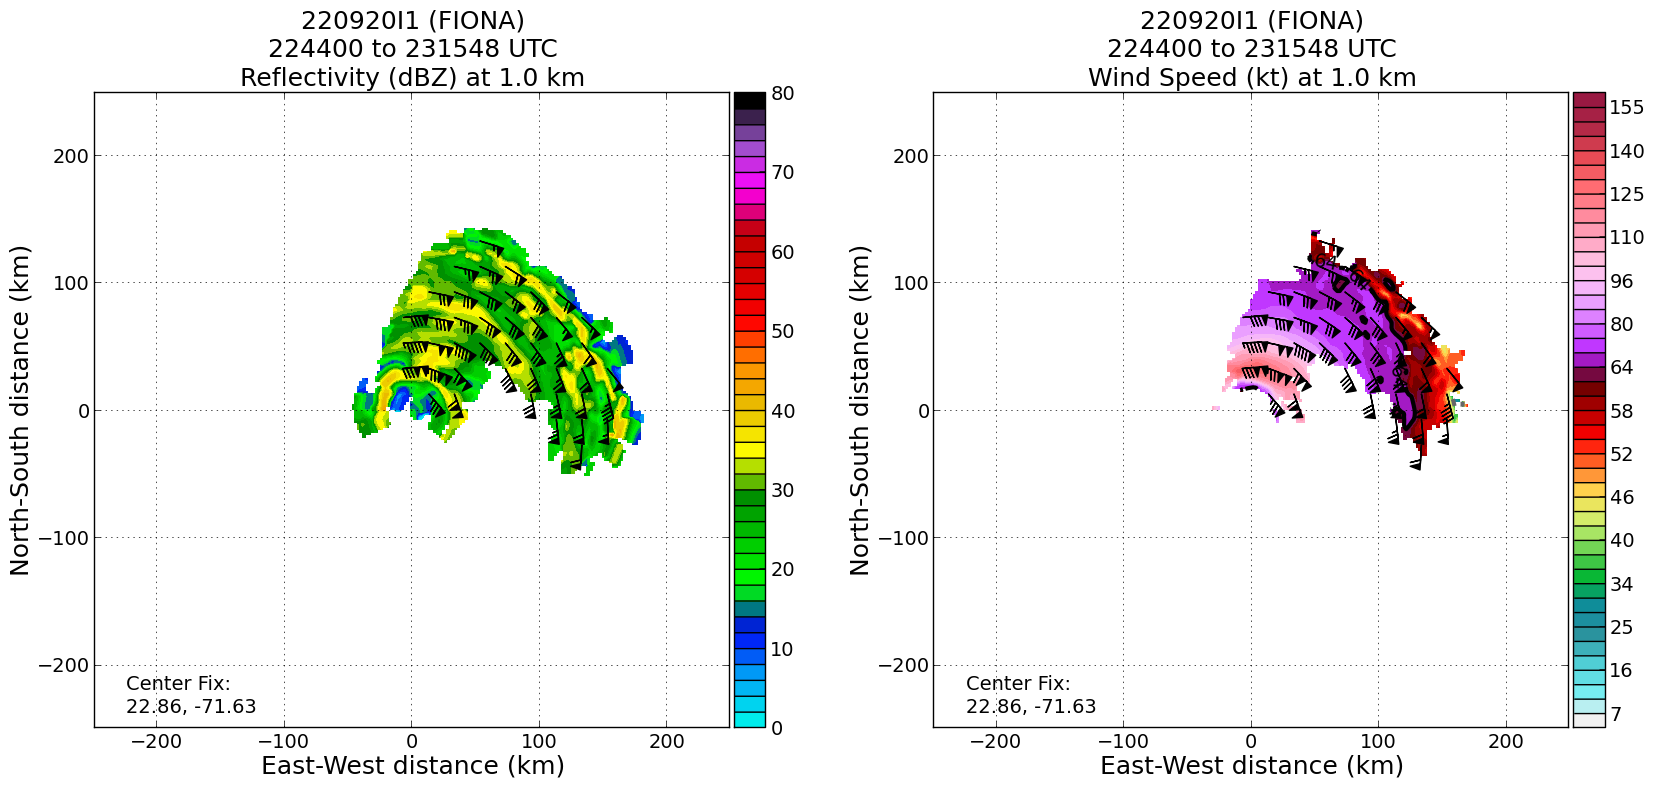 220920I1 (FIONA)
224400 to 231548 UTC
Reflectivity (dBZ) at 1.0 km
North-South distance (km)
200
100
0
−100
−200
Center Fix:
22.86, -71.63
−200 −100 0 100 200
East-West distance (km)
80
70
60
50
40
30
20
10
0
220920I1 (FIONA)
224400 to 231548 UTC
Wind Speed (kt) at 1.0 km
North-South distance (km)
200
100
0
−100
−200
64
Center Fix:
22.86, -71.63
−200 −100 0 100 200
East-West distance (km)
155
140
125
110
96
80
64
58
52
46
40
34
25
16
7